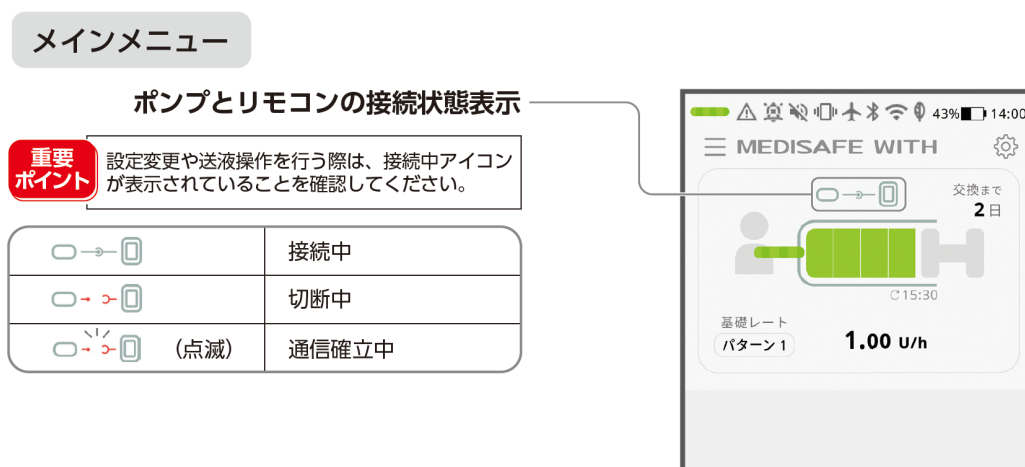 メインメニュー
ポンプとリモコンの接続状態表示
重要
ポイント
設定変更や送液操作を行う際は、接続中アイコン
が表示されていることを確認してください。
接続中
切断中
（点滅） 通信確立中
43% 14:00
MEDISAFE WITH
交換まで
2日
15:30
基礎レート
パターン 1
1.00 U/h